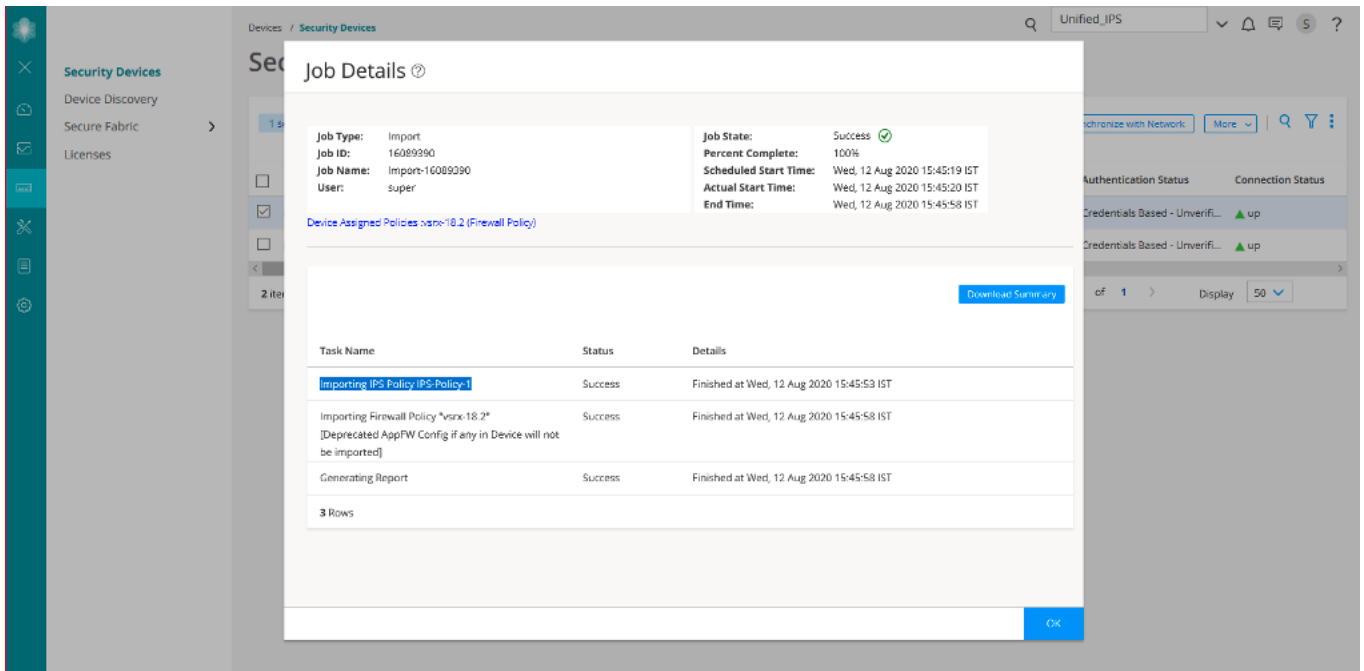 Devices / Security Devices
Unified_IPS
S
?
Security Devices
Device Discovery
Secure Fabric
Licenses
Sec
1 s
chronize with Network
More
Authentication Status
Connection Status
Credentials Based - Unverifi...
up
Credentials Based - Unverifi...
up
2 ite
of 1
Display
50
Job Details ?
Job Type: Import
Job ID: 16089390
Job Name: Import-16089390
User: super
Job State: Success
Percent Complete: 100%
Scheduled Start Time: Wed, 12 Aug 2020 15:45:19 IST
Actual Start Time: Wed, 12 Aug 2020 15:45:20 IST
End Time: Wed, 12 Aug 2020 15:45:58 IST
Device Assigned Policies :vsrx-18.2 (Firewall Policy)
Download Summary
Task Name Status Details
Importing IPS Policy IPS-Policy-1 Success Finished at Wed, 12 Aug 2020 15:45:53 IST
Importing Firewall Policy "vsrx-18.2" Success Finished at Wed, 12 Aug 2020 15:45:58 IST
[Deprecated AppFW Config if any in Device will not
be imported]
Generating Report Success Finished at Wed, 12 Aug 2020 15:45:58 IST
3 Rows
OK